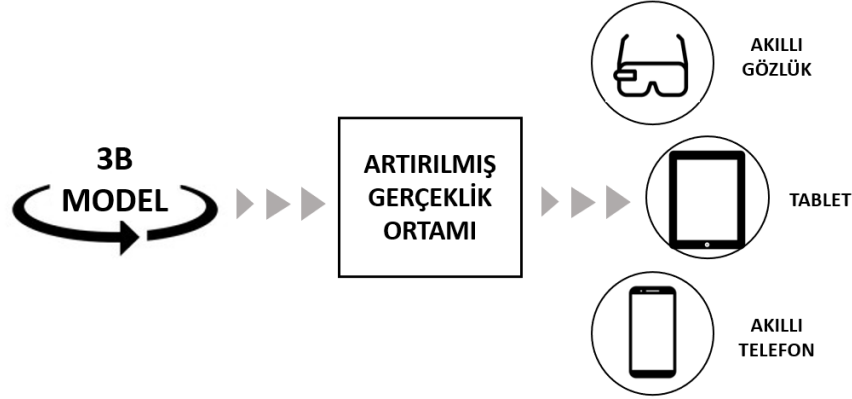 3B
MODEL
ARTIRILMIŞ
GERÇEKLİK
ORTAMI
AKILLI
GÖZLÜK
TABLET
AKILLI
TELEFON